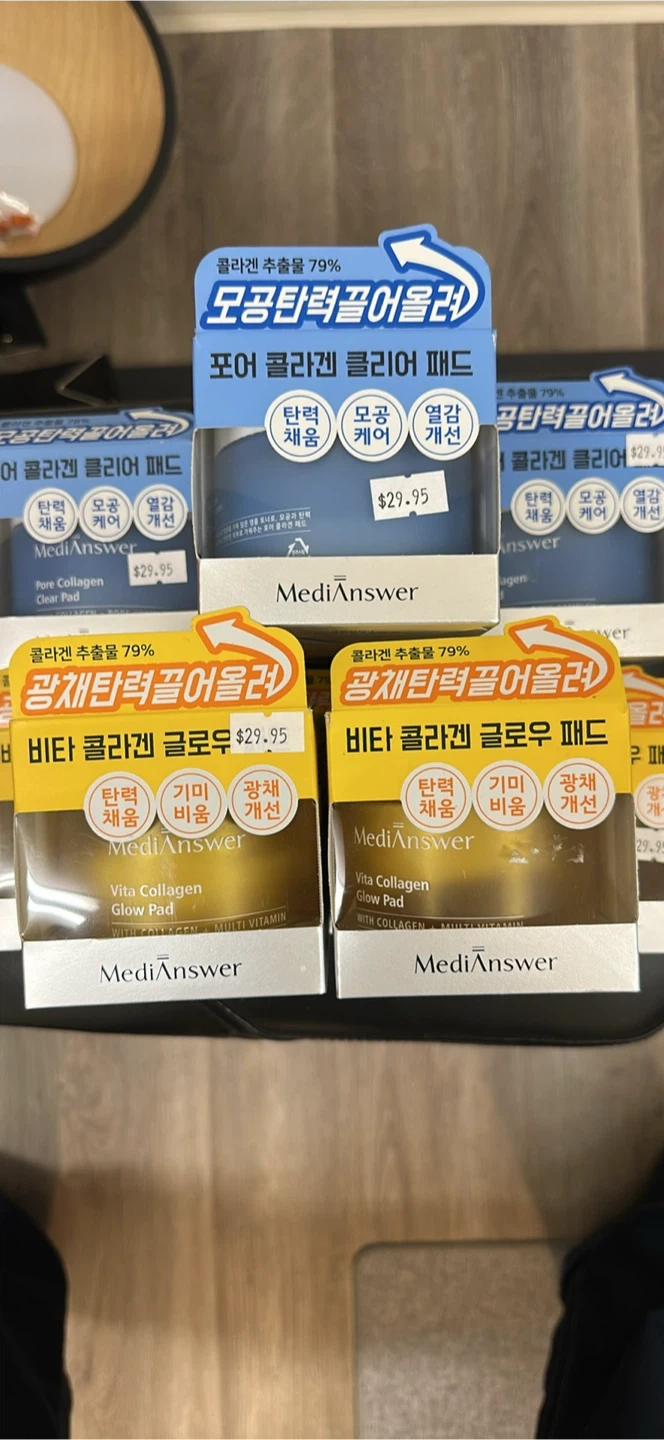 콜라겐 추출물 79%
모공탄력끌어올려
포어 콜라겐 클리어 패드
탄력 채움
모공 케어
열감 개선
$29.95
MediAnswer
모공탄력끌어올려
어 콜라겐 클리어 패드
탄력 채움
모공 케어
열감 개선
MediAnswer
$29.95
Pore Collagen
Clear Pad
콜라겐 추출물 79%
공탄력끌어올려
$29.95
콜라겐 클리어
탄력 채움
모공 케어
열감 개선
콜라겐 추출물 79%
광채탄력끌어올려
비타 콜라겐 글로우
$29.95
탄력 채움
기미 비움
광채 개선
MediAnswer
Vita Collagen
Glow Pad
WITH COLLAGEN + MULTI VITAMIN
MediAnswer
콜라겐 추출물 79%
광채탄력끌어올려
비타 콜라겐 글로우 패드
탄력 채움
기미 비움
광채 개선
MediAnswer
Vita Collagen
Glow Pad
WITH COLLAGEN + MULTI VITAMIN
MediAnswer